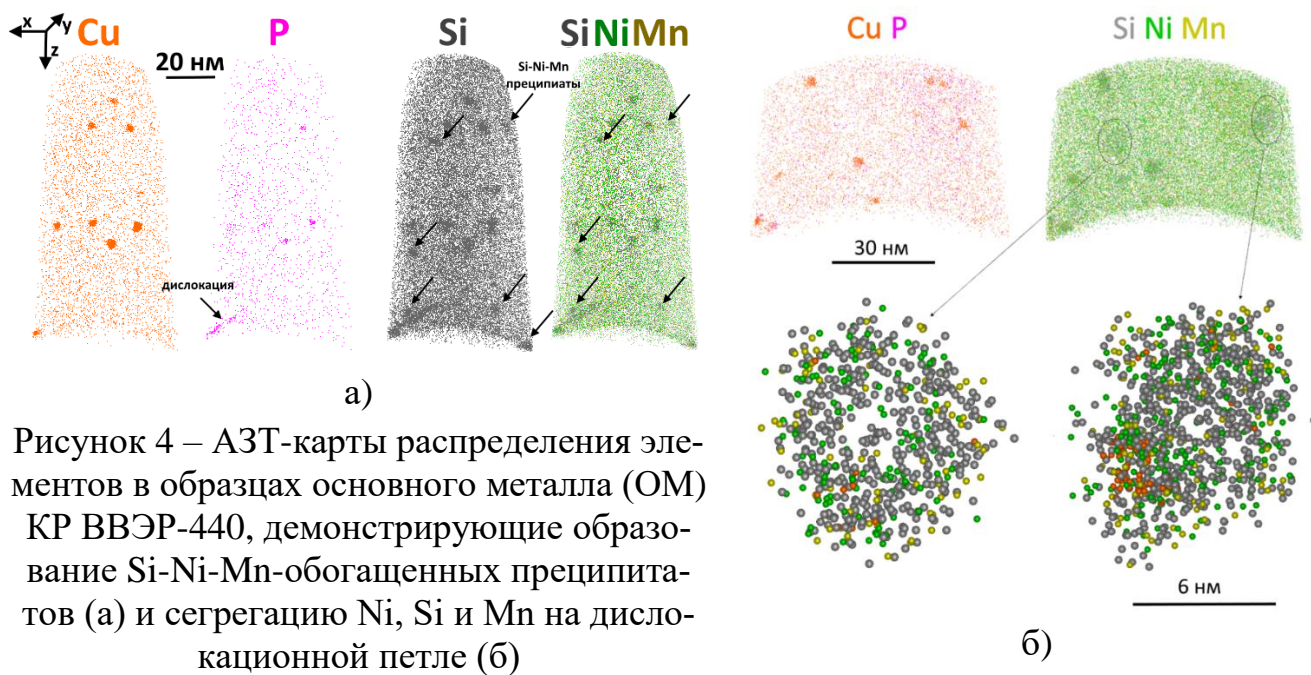 x y z
Cu P Si SiNiMn
20 нм
Si-Ni-Mn
преципиаты
дислокация
а)
Рисунок 4 – АЗТ-карты распределения эле-
ментов в образцах основного металла (ОМ)
КР ВВЭР-440, демонстрирующие образо-
вание Si-Ni-Mn-обогащенных преципита-
тов (а) и сегрегацию Ni, Si и Mn на дисло-
кационной петле (б)
Cu P
Si Ni Mn
30 нм
6 нм
б)